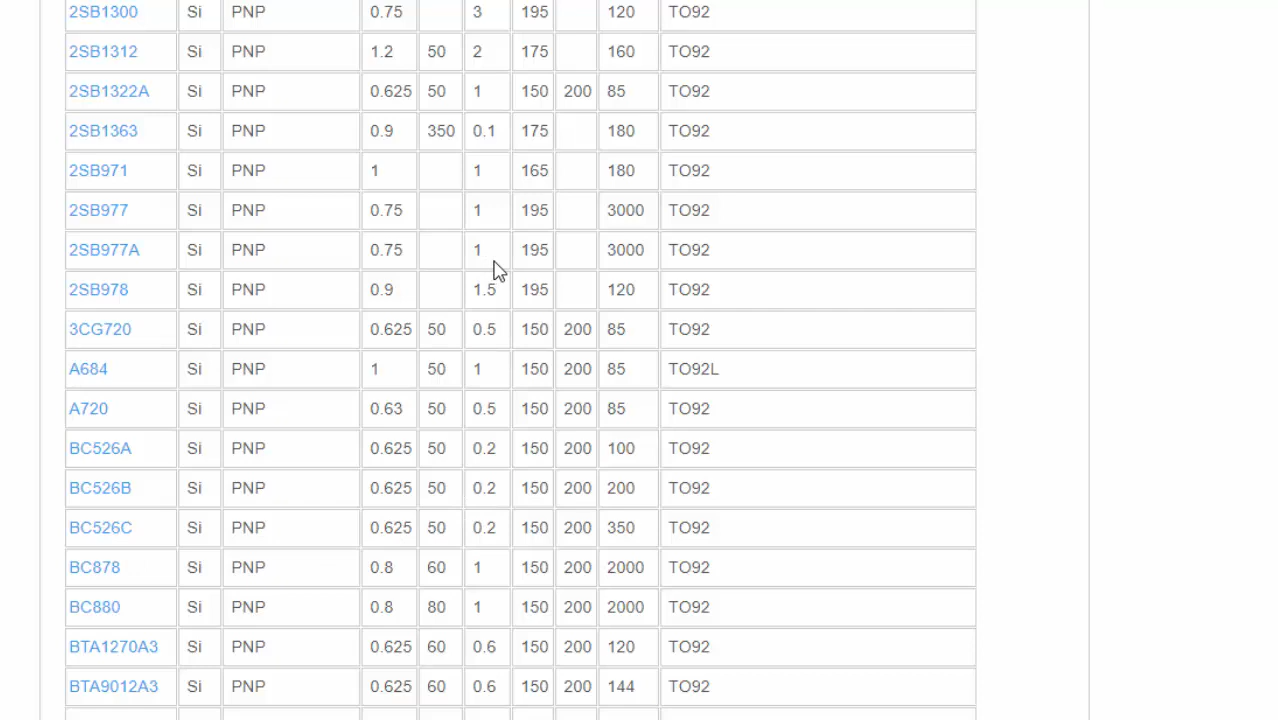 2SB1300 Si PNP 0.75 3 195 120 TO92
2SB1312 Si PNP 1.2 50 2 175 160 TO92
2SB1322A Si PNP 0.625 50 1 150 200 85 TO92
2SB1363 Si PNP 0.9 350 0.1 175 180 TO92
2SB971 Si PNP 1 1 165 180 TO92
2SB977 Si PNP 0.75 1 195 3000 TO92
2SB977A Si PNP 0.75 1 195 3000 TO92
2SB978 Si PNP 0.9 1.5 195 120 TO92
3CG720 Si PNP 0.625 50 0.5 150 200 85 TO92
A684 Si PNP 1 50 1 150 200 85 TO92L
A720 Si PNP 0.63 50 0.5 150 200 85 TO92
BC526A Si PNP 0.625 50 0.2 150 200 100 TO92
BC526B Si PNP 0.625 50 0.2 150 200 200 TO92
BC526C Si PNP 0.625 50 0.2 150 200 350 TO92
BC878 Si PNP 0.8 60 1 150 200 2000 TO92
BC880 Si PNP 0.8 80 1 150 200 2000 TO92
BTA1270A3 Si PNP 0.625 60 0.6 150 200 120 TO92
BTA9012A3 Si PNP 0.625 60 0.6 150 200 144 TO92